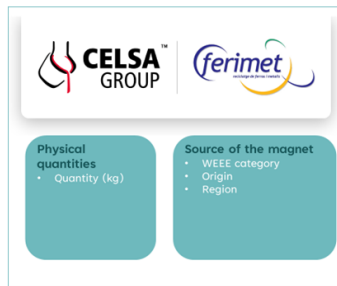 CELSA™
GROUP
ferimet
Physical
quantities
• Quantity (kg)
Source of the magnet
• WEEE category
• Origin
• Region